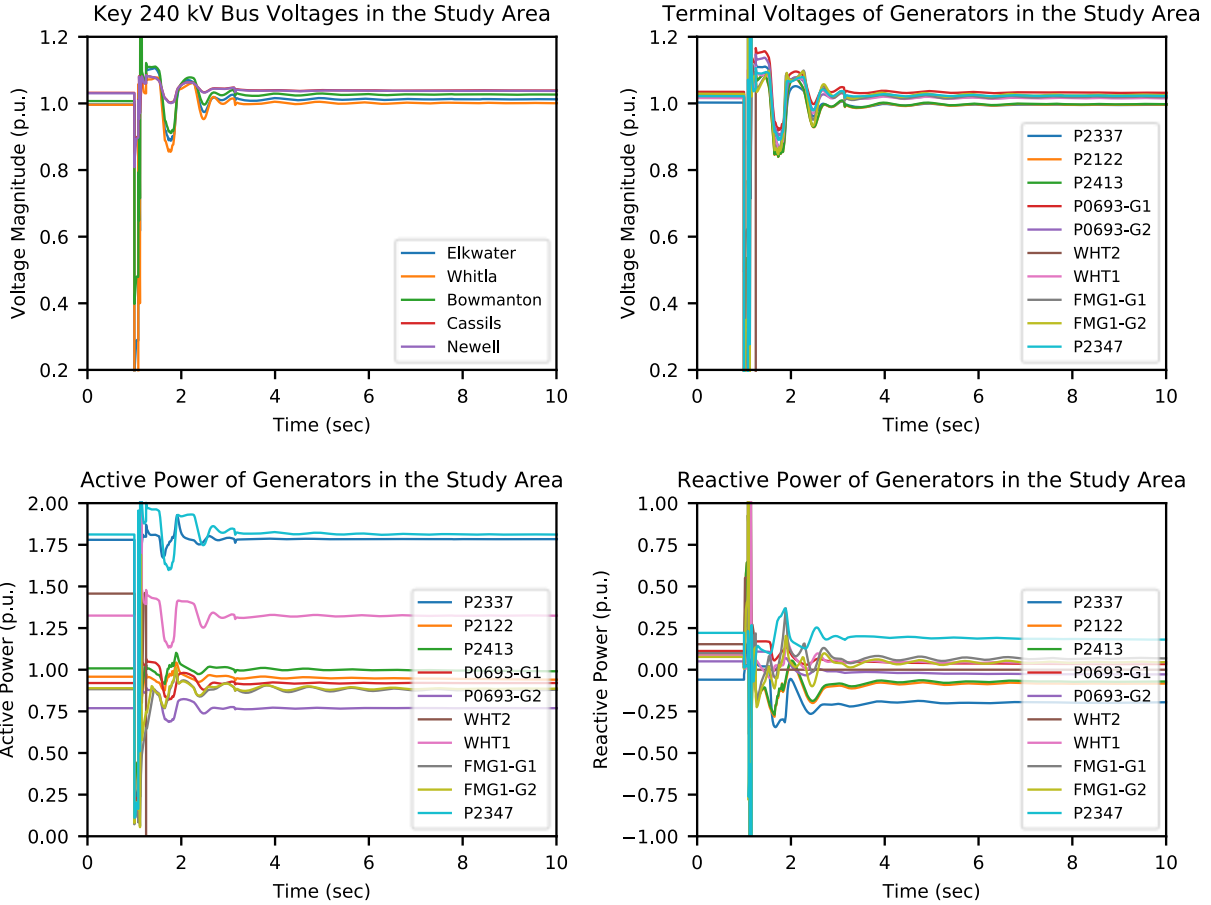 Key 240 kV Bus Voltages in the Study Area
1.2
1.0
0.8
0.6
0.4
0.2
Voltage Magnitude (p.u.)
Elkwater
Whitla
Bowmanton
Cassils
Newell
0 2 4 6 8 10
Time (sec)
Terminal Voltages of Generators in the Study Area
1.2
1.0
0.8
0.6
0.4
0.2
Voltage Magnitude (p.u.)
P2337
P2122
P2413
P0693-G1
P0693-G2
WHT2
WHT1
FMG1-G1
FMG1-G2
P2347
0 2 4 6 8 10
Time (sec)
Active Power of Generators in the Study Area
2.00
1.75
1.50
1.25
1.00
0.75
0.50
0.25
0.00
Active Power (p.u.)
P2337
P2122
P2413
P0693-G1
P0693-G2
WHT2
WHT1
FMG1-G1
FMG1-G2
P2347
0 2 4 6 8 10
Time (sec)
Reactive Power of Generators in the Study Area
1.00
0.75
0.50
0.25
0.00
−0.25
−0.50
−0.75
−1.00
Reactive Power (p.u.)
P2337
P2122
P2413
P0693-G1
P0693-G2
WHT2
WHT1
FMG1-G1
FMG1-G2
P2347
0 2 4 6 8 10
Time (sec)